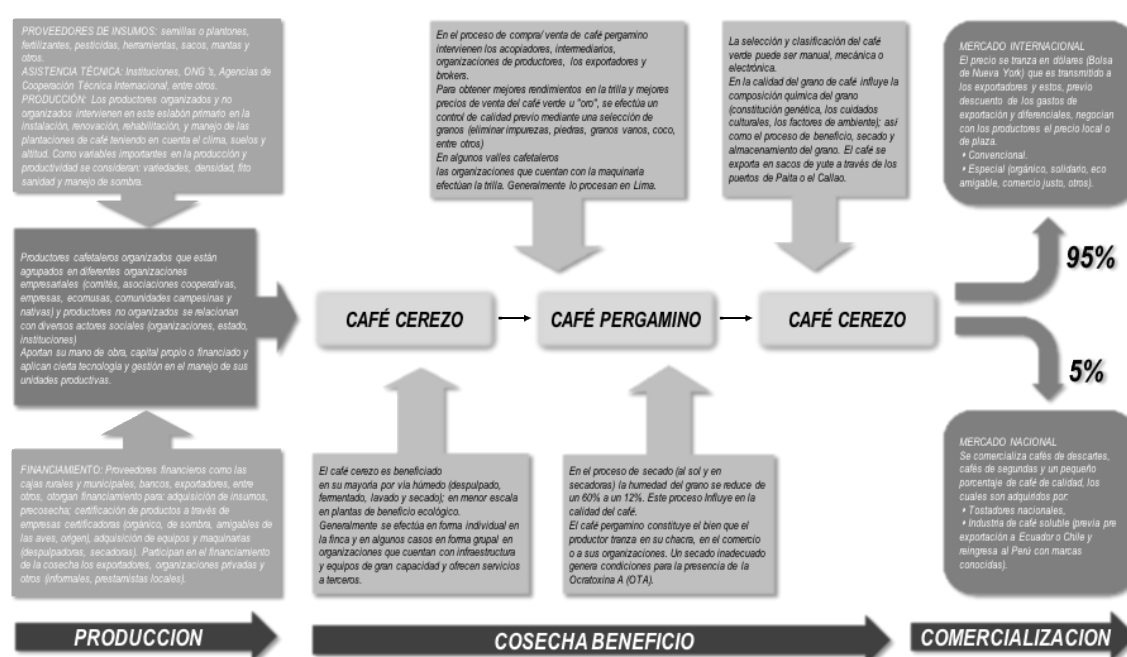 PROVEEDORES DE INSUMOS: semillas o plantones,
fertilizantes, pesticidas, herramientas, sacos, mantas y
otros.
ASISTENCIA TÉCNICA: Instituciones, ONG 's, Agencias de
Cooperación Técnica Internacional, entre otros.
PRODUCCIÓN: Los productores organizados y no
organizados intervienen en este eslabón primario en la
instalación, renovación, rehabilitación, y manejo de las
plantaciones de café teniendo en cuenta el clima, suelos y
altitud. Como variables importantes en la producción y
productividad se consideran: variedades, densidad, fito
sanidad y manejo de sombra.
Productores cafetaleros organizados que están
agrupados en diferentes organizaciones
empresariales (comités, asociaciones cooperativas,
empresas, ecomusas, comunidades campesinas y
nativas) y productores no organizados se relacionan
con diversos actores sociales (organizaciones, estado,
instituciones)
Aportan su mano de obra, capital propio o financiado y
aplican cierta tecnología y gestión en el manejo de sus
unidades productivas.
FINANCIAMIENTO: Proveedores financieros como las
cajas rurales y municipales, bancos, exportadores, entre
otros, otorgan financiamiento para: adquisición de insumos,
precosecha; certificación de productos a través de
empresas certificadoras (orgánico, de sombra, amigables de
las aves, origen), adquisición de equipos y maquinarias
(despulpadoras, secadoras). Participan en el financiamiento
de la cosecha los exportadores, organizaciones privadas y
otros (informales, prestamistas locales).
En el proceso de compra/ venta de café pergamino
intervienen los acopiadores, intermediarios,
organizaciones de productores, los exportadores y
brokers.
Para obtener mejores rendimientos en la trilla y mejores
precios de venta del café verde u "oro", se efectúa un
control de calidad previo mediante una selección de
granos (eliminar impurezas, piedras, granos vanos, coco,
entre otros)
En algunos valles cafetaleros
las organizaciones que cuentan con la maquinaria
efectúan la trilla. Generalmente lo procesan en Lima.
La selección y clasificación del café
verde puede ser manual, mecánica o
electrónica.
En la calidad del grano de café influye la
composición química del grano
(constitución genética, los cuidados
culturales, los factores de ambiente); así
como el proceso de beneficio, secado y
almacenamiento del grano. El café se
exporta en sacos de yute a través de los
puertos de Paita o el Callao.
CAFÉ CEREZO
CAFÉ PERGAMINO
CAFÉ CEREZO
El café cerezo es beneficiado
en su mayoria por vía húmedo (despulpado,
fermentado, lavado y secado); en menor escala
en plantas de beneficio ecológico.
Generalmente se efectúa en forma individual en
la finca y en algunos casos en forma grupal en
organizaciones que cuentan con infraestructura
y equipos de gran capacidad y ofrecen servicios
a terceros.
En el proceso de secado (al sol y en
secadoras) la humedad del grano se reduce de
un 60% a un 12%. Este proceso Influye en la
calidad del café.
El café pergamino constituye el bien que el
productor tranza en su chacra, en el comercio
o a sus organizaciones. Un secado inadecuado
genera condiciones para la presencia de la
Ocratoxina A (OTA).
MERCADO INTERNACIONAL
El precio se tranza en dólares (Bolsa
de Nueva York) que es transmitido a
los exportadores y estos, previo
descuento de los gastos de
exportación y diferenciales, negocian
con los productores el precio local o
de plaza.
• Convencional.
• Especial (orgánico, solidario, eco
amigable, comercio justo, otros).
95%
5%
MERCADO NACIONAL
Se comercializa cafés de descartes,
cafés de segundas y un pequeño
porcentaje de café de calidad, los
cuales son adquiridos por:
• Tostadores nacionales,
• Industria de café soluble (previa pre
exportación a Ecuador o Chile y
reingresa al Perú con marcas
conocidas).
PRODUCCION
COSECHA BENEFICIO
COMERCIALIZACION